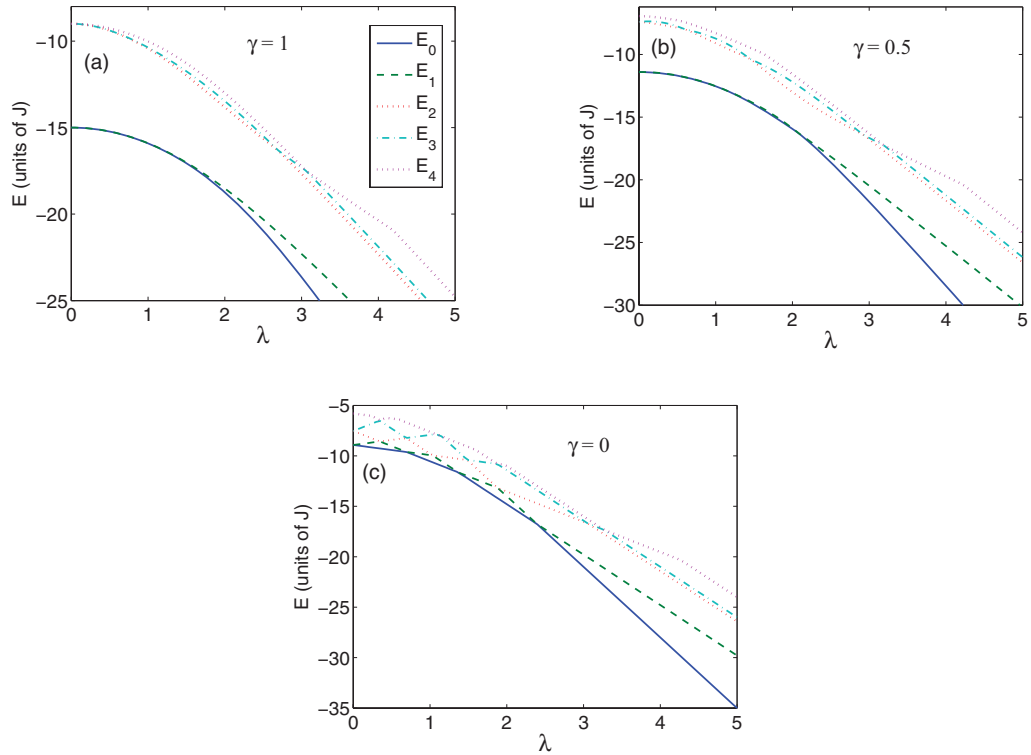 (a)
γ = 1
E (units of J)
−10
−15
−20
−25
0 1 2 3 4 5
λ
E0
E1
E2
E3
E4
(b)
γ = 0.5
E (units of J)
−10
−15
−20
−25
−30
0 1 2 3 4 5
λ
(c)
γ = 0
E (units of J)
−5
−10
−15
−20
−25
−30
−35
0 1 2 3 4 5
λ